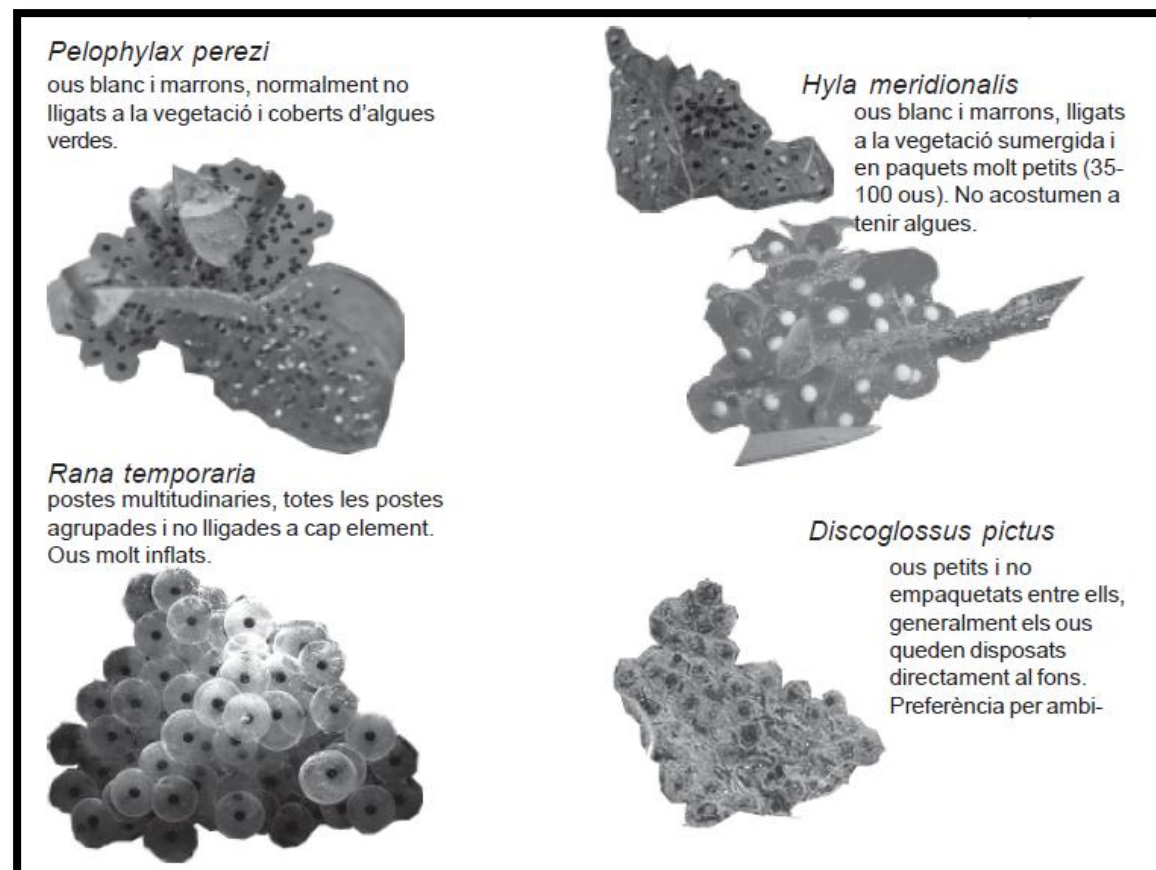 Pelophylax perezi
ous blanc i marrons, normalment no
lligats a la vegetació i coberts d'algues
verdes.
Hyla meridionalis
ous blanc i marrons, lligats
a la vegetació sumergida i
en paquets molt petits (35-
100 ous). No acostumen a
tenir algues.
Rana temporaria
postes multitudinaries, totes les postes
agrupades i no lligades a cap element.
Ous molt inflats.
Discoglossus pictus
ous petits i no
empaquetats entre ells,
generalment els ous
queden disposats
directament al fons.
Preferència per ambi-